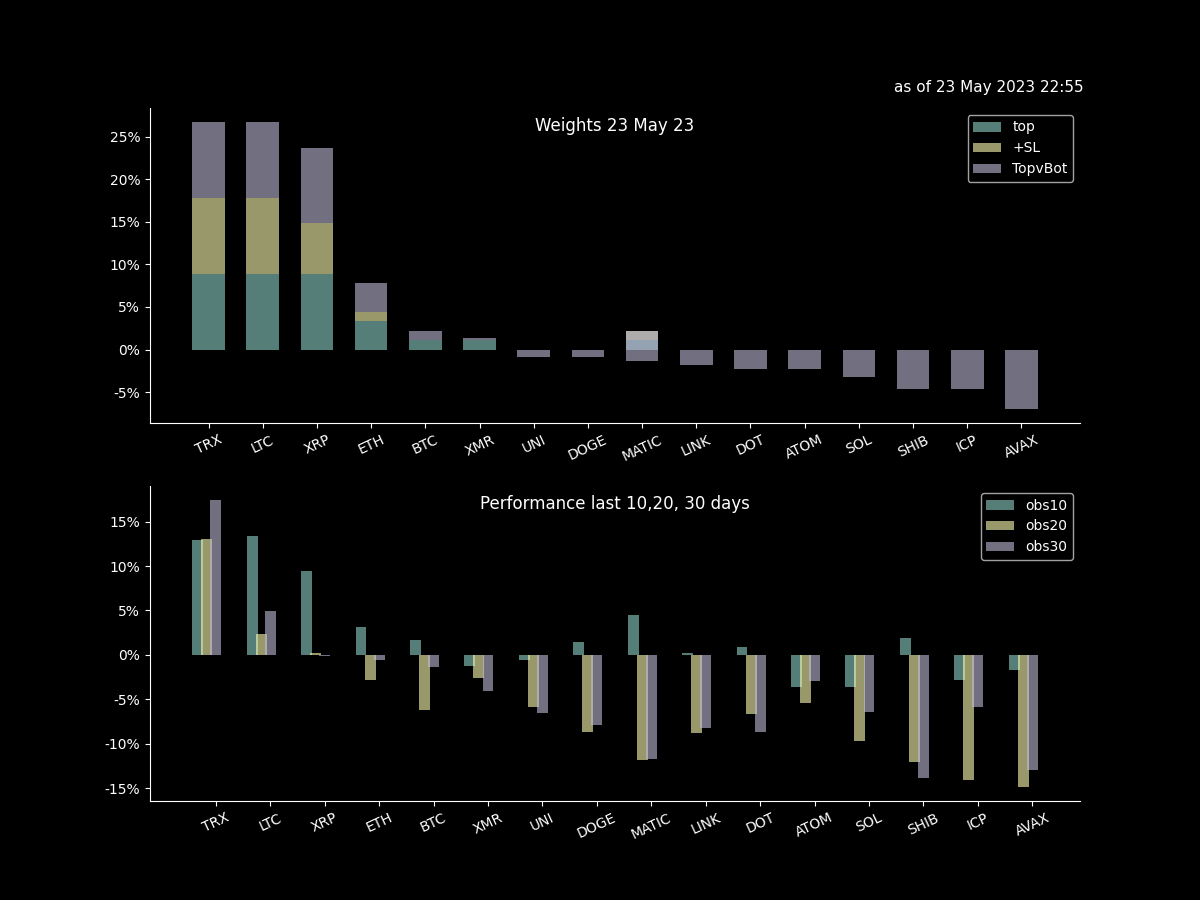 as of 23 May 2023 22:55
Weights 23 May 23
top
+SL
TopvBot
25%
20%
15%
10%
5%
0%
-5%
TRX LTC XRP ETH BTC XMR UNI DOGE MATIC LINK DOT ATOM SOL SHIB ICP AVAX
Performance last 10,20, 30 days
obs10
obs20
obs30
15%
10%
5%
0%
-5%
-10%
-15%
TRX LTC XRP ETH BTC XMR UNI DOGE MATIC LINK DOT ATOM SOL SHIB ICP AVAX